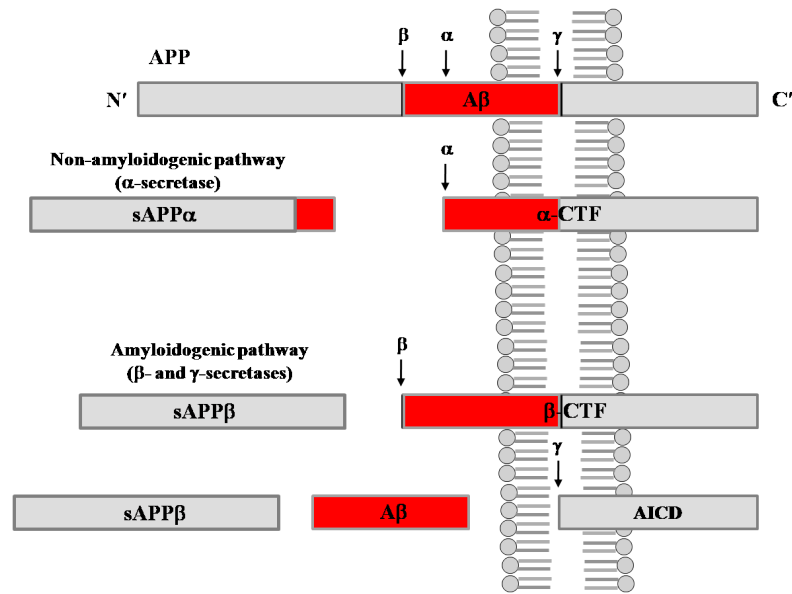 β α γ
APP
N' Aβ C'
α
Non-amyloidogenic pathway
(α-secretase)
sAPPα α-CTF
β
Amyloidogenic pathway
(β- and γ-secretases)
sAPPβ β-CTF
γ
sAPPβ Aβ AICD